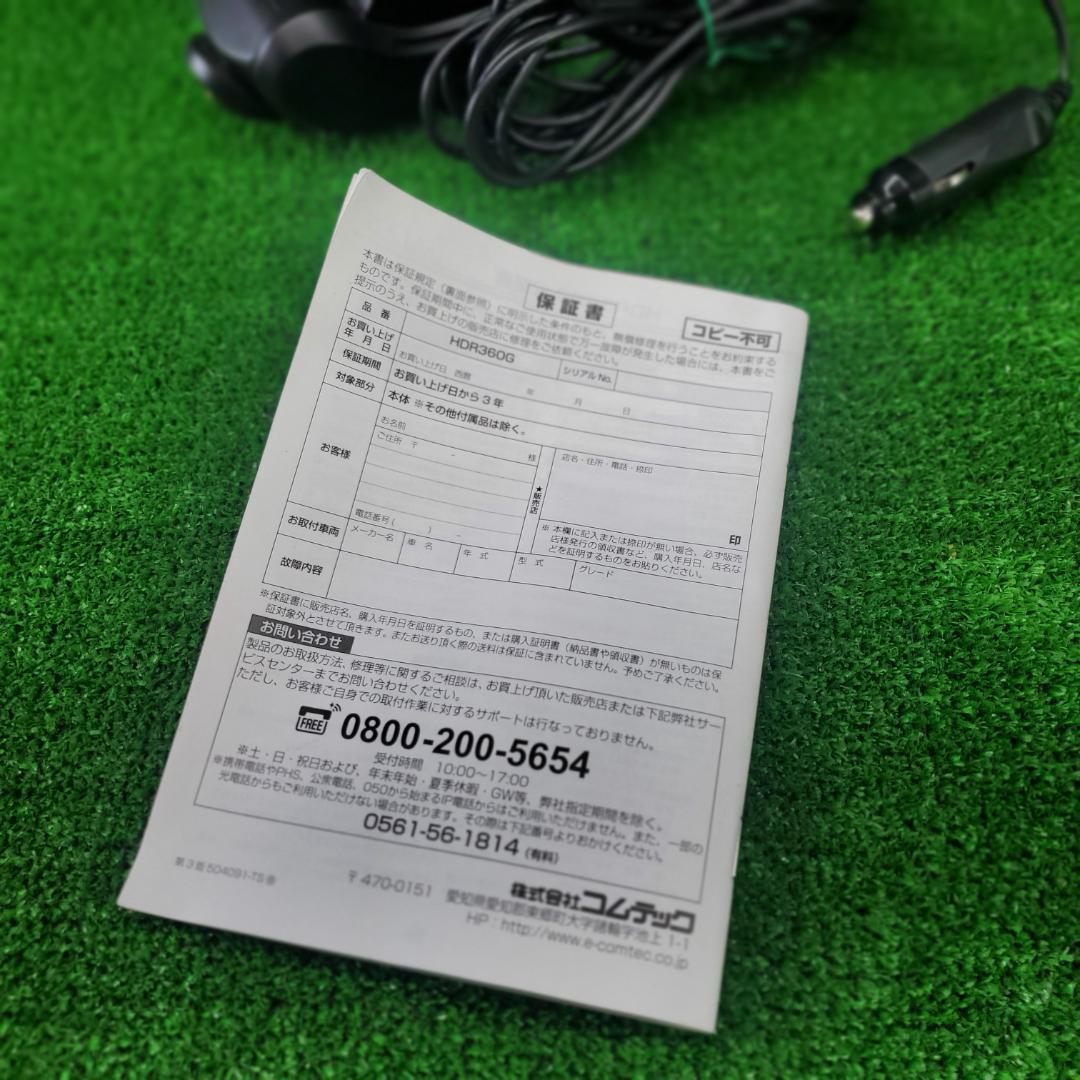 保証書
コピー不可
本書は保証規定（裏面参照）に明示した条件のもと、無償修理を行うことをお約束する
ものです。保証期間中に、正常なご使用状態で万一故障が発生した場合には、本書をご
提示のうえ、お買上げの販売店に修理をご依頼ください。
品番 HDR360G シリアルNo.
お買い上げ年月日 お買い上げ日 西暦 年 月 日
保証期間 お買い上げ日から3年
対象部分 本体 ※その他付属品は除く。
お客様
お名前 様
ご住所 〒 -
電話番号( ) -
★販売店
店名・住所・電話・捺印
印
※ 本欄に記入または捺印が無い場合、必ず販売
店様発行の領収書など、購入年月日、店名な
どを証明するものをお貼りください。
お取付車両 メーカー名 車名 年式 型式 グレード
故障内容
※保証書に販売店名、購入年月日を証明するもの、または購入証明書（納品書や領収書）が無いものは保
証対象外とさせて頂きます。またお送り頂く際の送料は保証に含まれていません。予めご了承ください。
お問い合わせ
製品のお取扱方法、修理等に関するご相談は、お買上げ頂いた販売店または下記弊社サー
ビスセンターまでお問い合わせください。
ただし、お客様ご自身での取付作業に対するサポートは行なっておりません。
FREE 0800-200-5654
受付時間 10:00～17:00
※土・日・祝日および、年末年始・夏季休暇・GW等、弊社指定期間を除く。
※携帯電話やPHS、公衆電話、050から始まるIP電話からはご利用いただけません。また、一部の
光電話からもご利用いただけない場合があります。その際は下記番号よりおかけください。
0561-56-1814（有料）
第3版 504091-TS⑧
株式会社コムテック
〒470-0151 愛知県愛知郡東郷町大字諸輪字池上 1-1
HP：http://www.e-comtec.co.jp